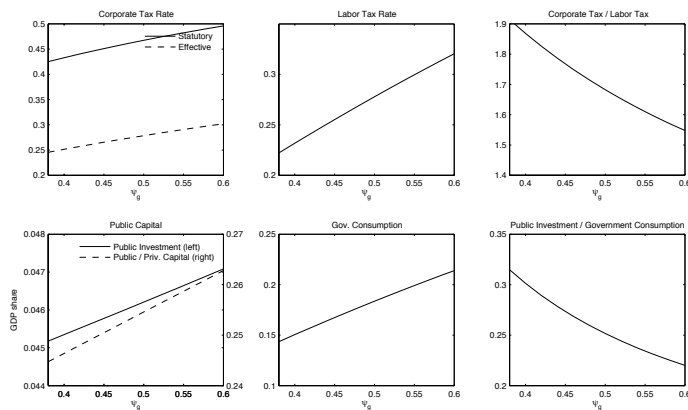 Corporate Tax Rate
0.5
0.45
0.4
0.35
0.3
0.25
0.2
Statutory
Effective
0.4 0.45 0.5 0.55 0.6
ψg
Labor Tax Rate
0.3
0.25
0.2
0.4 0.45 0.5 0.55 0.6
ψg
Corporate Tax / Labor Tax
1.9
1.8
1.7
1.6
1.5
1.4
0.4 0.45 0.5 0.55 0.6
ψg
Public Capital
GDP share
0.048
0.047
0.046
0.045
0.044
Public Investment (left)
Public / Priv. Capital (right)
0.27
0.26
0.25
0.24
0.4 0.45 0.5 0.55 0.6
ψg
Gov. Consumption
0.25
0.2
0.15
0.1
0.4 0.45 0.5 0.55 0.6
ψg
Public Investment / Government Consumption
0.35
0.3
0.25
0.2
0.4 0.45 0.5 0.55 0.6
ψg